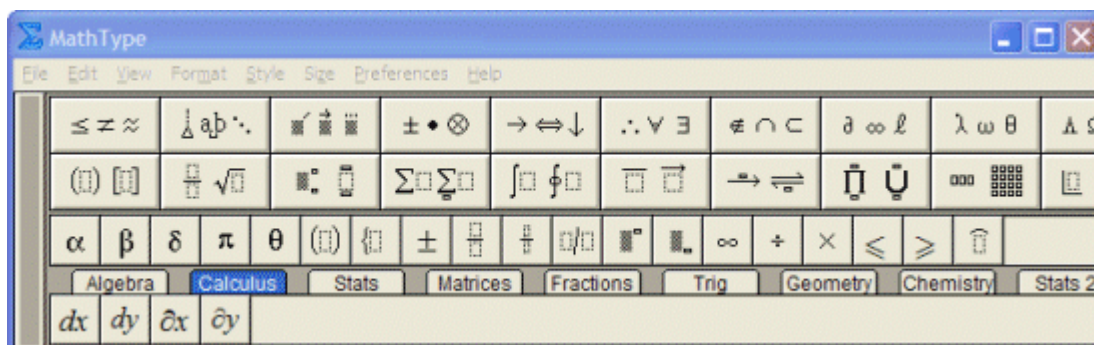 MathType
File Edit View Format Style Size Preferences Help
≤ ≠ ≈ a͟b ⋱ ± • ⊗ → ⇔ ↓ ∴ ∀ ∃ ∉ ∩ ⊂ ∂ ∞ ℓ λ ω θ Λ
() [] √ Σ Σ ∫ ∮ → ⇌ ∏ ∪
α β δ π θ () { ± / ∞ ÷ × ⩽ ⩾
Algebra Calculus Stats Matrices Fractions Trig Geometry Chemistry Stats 2
dx dy ∂x ∂y